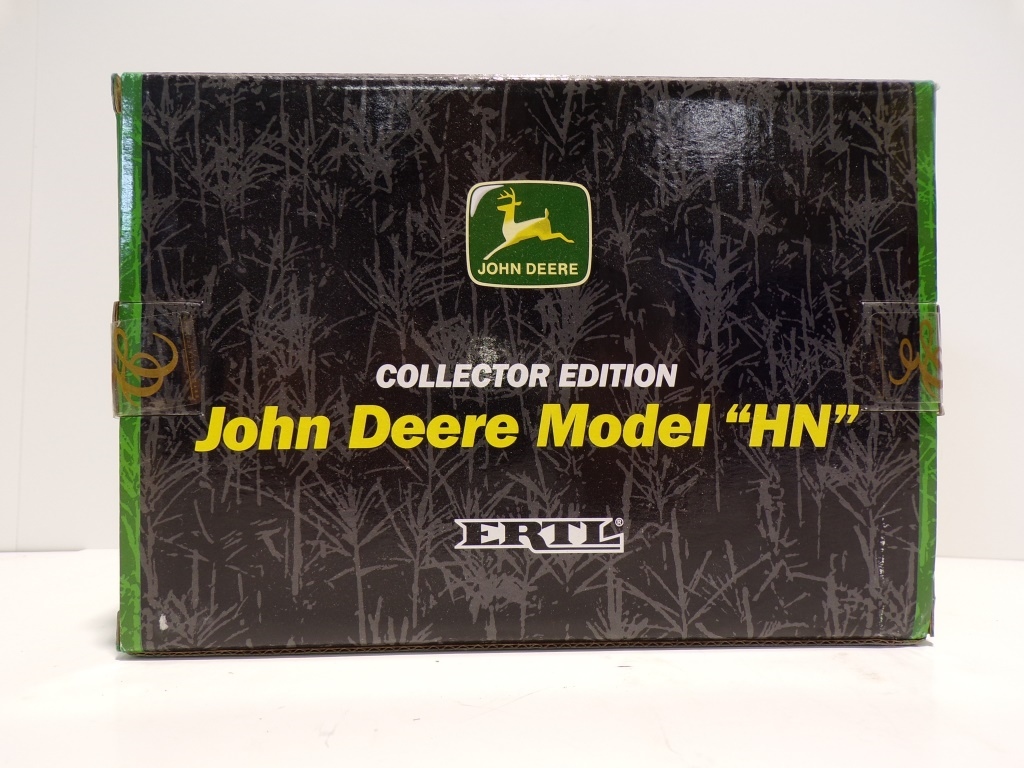 JOHN DEERE
COLLECTOR EDITION
John Deere Model “HN”
ERTL®